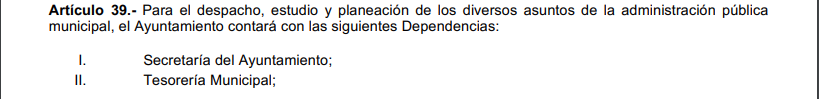 Artículo 39.- Para el despacho, estudio y planeación de los diversos asuntos de la administración pública
municipal, el Ayuntamiento contará con las siguientes Dependencias:
I. Secretaría del Ayuntamiento;
II. Tesorería Municipal;